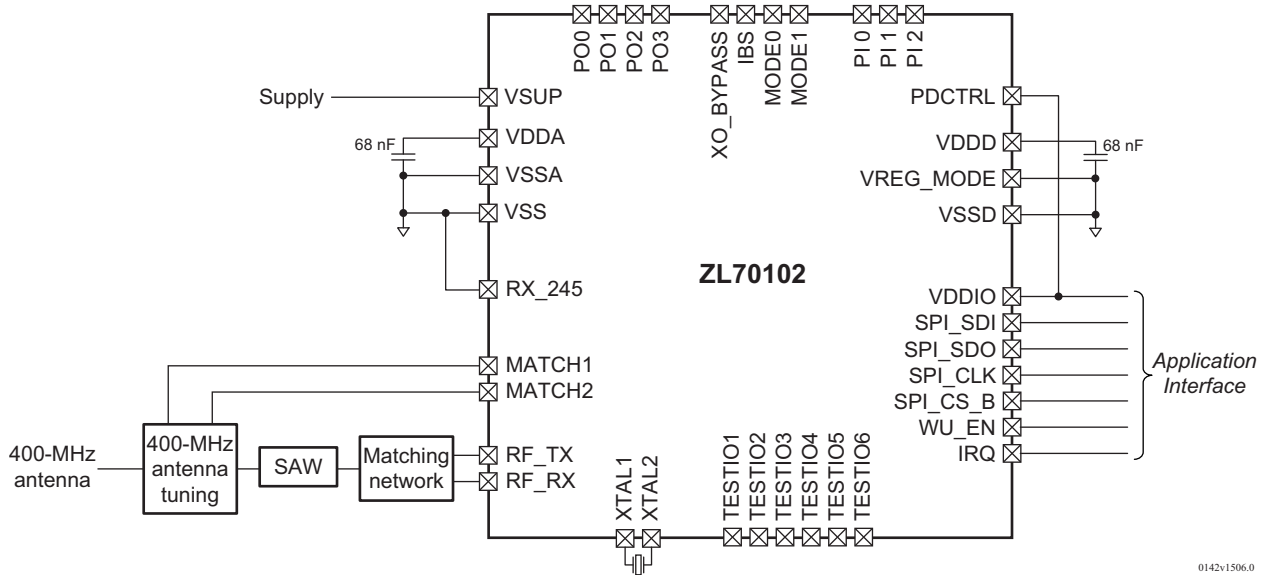 PO0
PO1
PO2
PO3
XO_BYPASS
IBS
MODE0
MODE1
PI 0
PI 1
PI 2
Supply
VSUP
PDCTRL
VDDA
68 nF
VDDD
68 nF
VSSA
VREG_MODE
VSS
VSSD
ZL70102
RX_245
VDDIO
SPI_SDI
SPI_SDO
SPI_CLK
SPI_CS_B
WU_EN
IRQ
Application
Interface
MATCH1
MATCH2
400-MHz
antenna
400-MHz
antenna
tuning
SAW
Matching
network
RF_TX
RF_RX
XTAL1
XTAL2
TESTIO1
TESTIO2
TESTIO3
TESTIO4
TESTIO5
TESTIO6
0142v1506.0